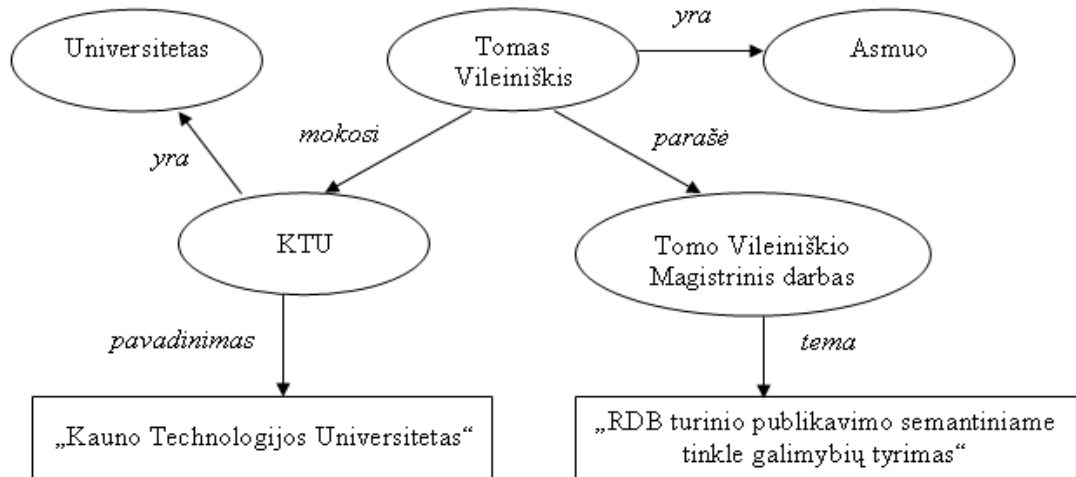 Universitetas
Tomas
Vileiniškis
yra
Asmuo
mokosi
parašė
yra
KTU
Tomo Vileiniškio
Magistrinis darbas
pavadinimas
tema
„Kauno Technologijos Universitetas“
„RDB turinio publikavimo semantiniame
tinkle galimybių tyrimas“